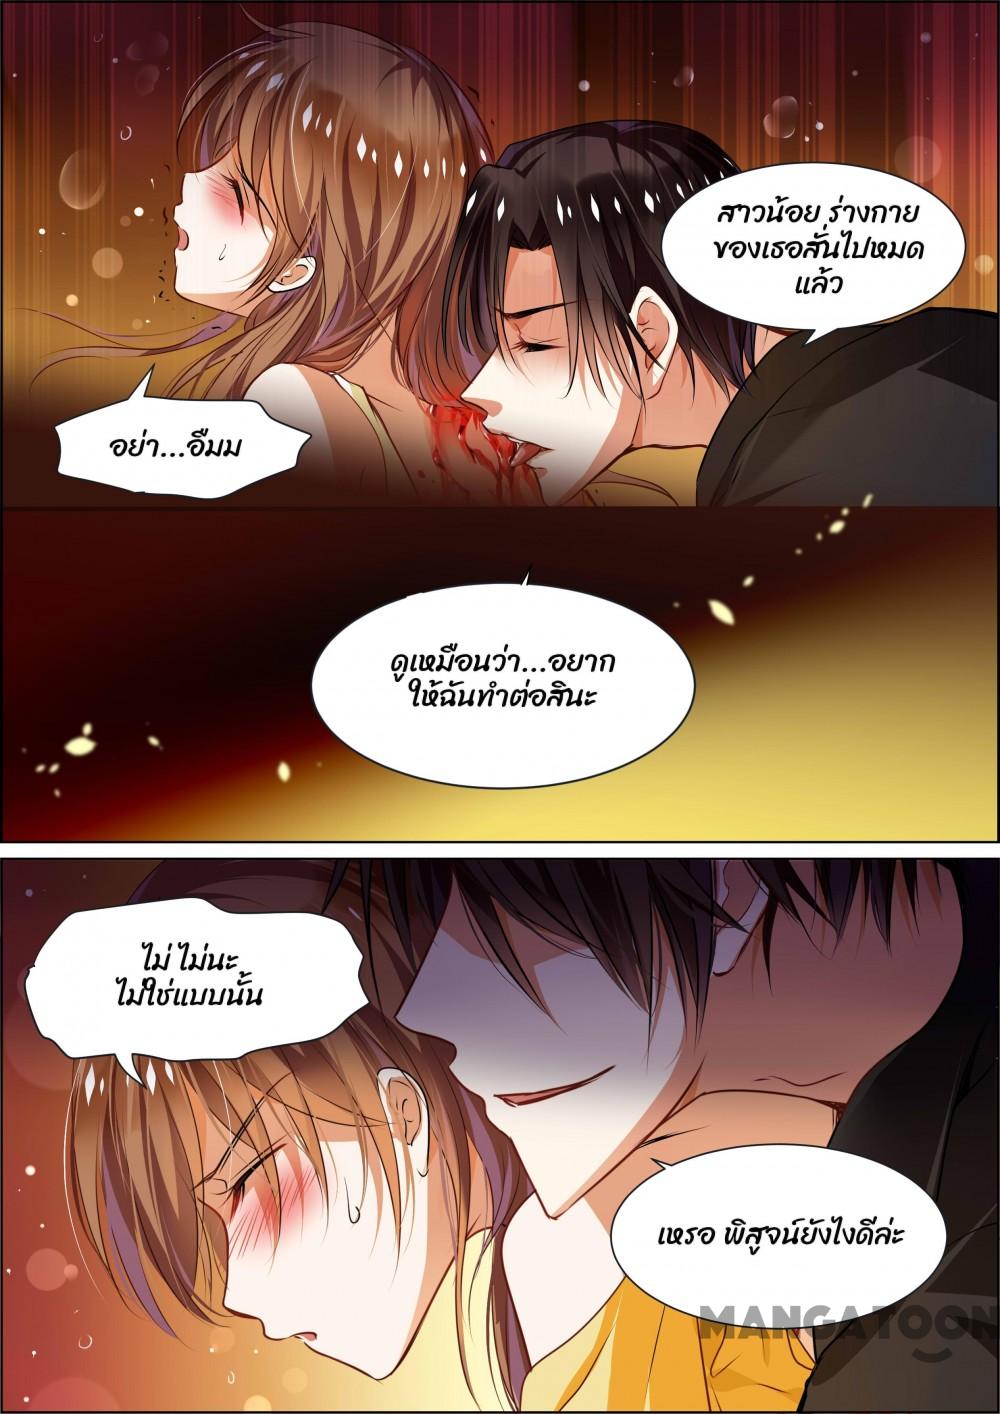 สาวน้อย ร่างกาย
ของเธอสั่นไปหมด
แล้ว
อย่า...อืมม
ดูเหมือนว่า...อยาก
ให้ฉันทำต่อสินะ
ไม่ ไม่นะ
ไม่ใช่แบบนั้น
เหรอ พิสูจน์ยังไงดีล่ะ
MANGATOON